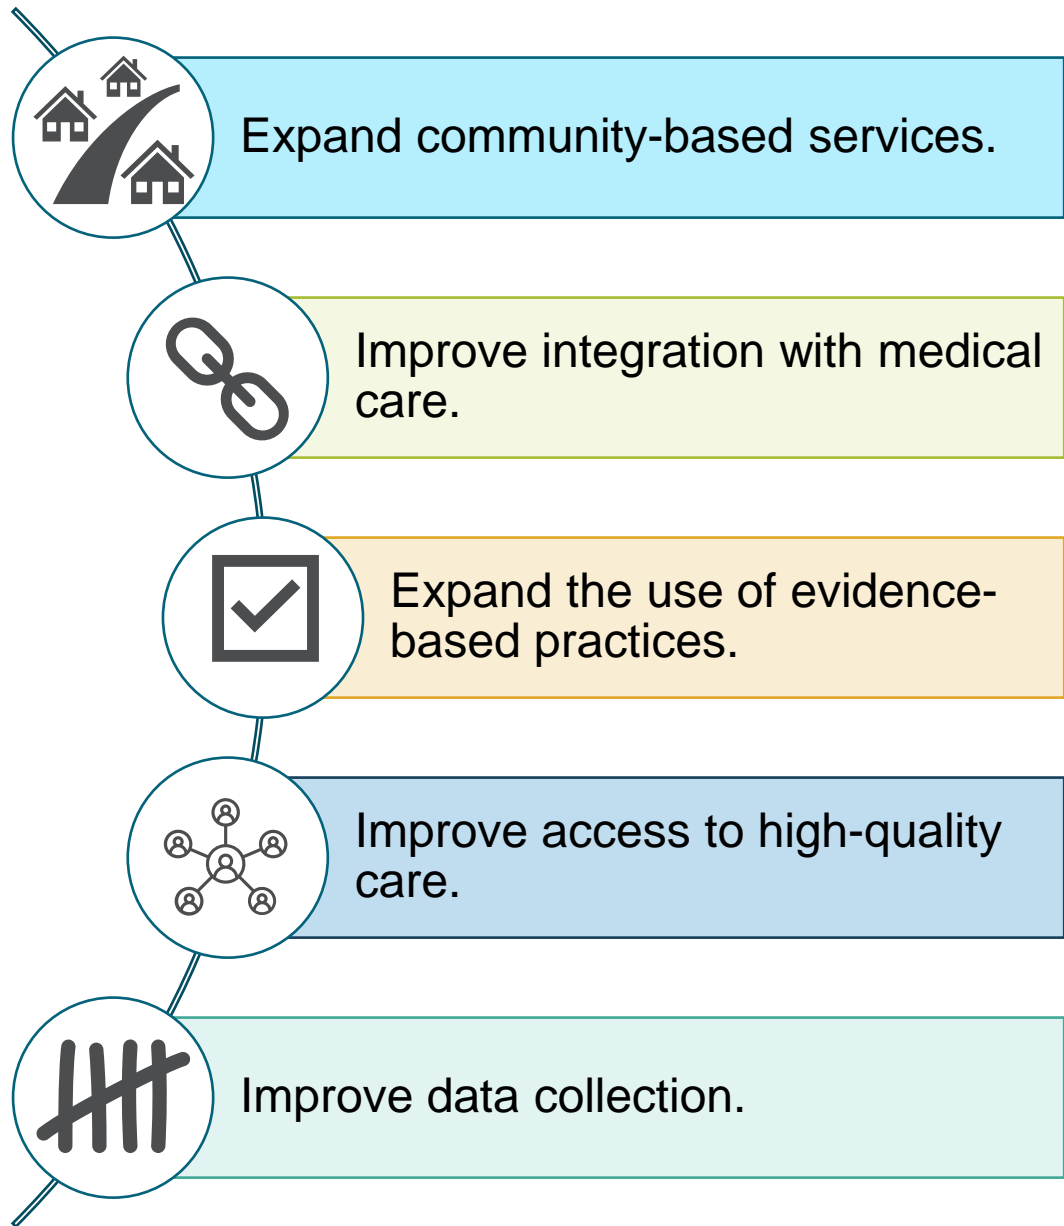 Expand community-based services.
Improve integration with medical
care.
Expand the use of evidence-
based practices.
Improve access to high-quality
care.
Improve data collection.